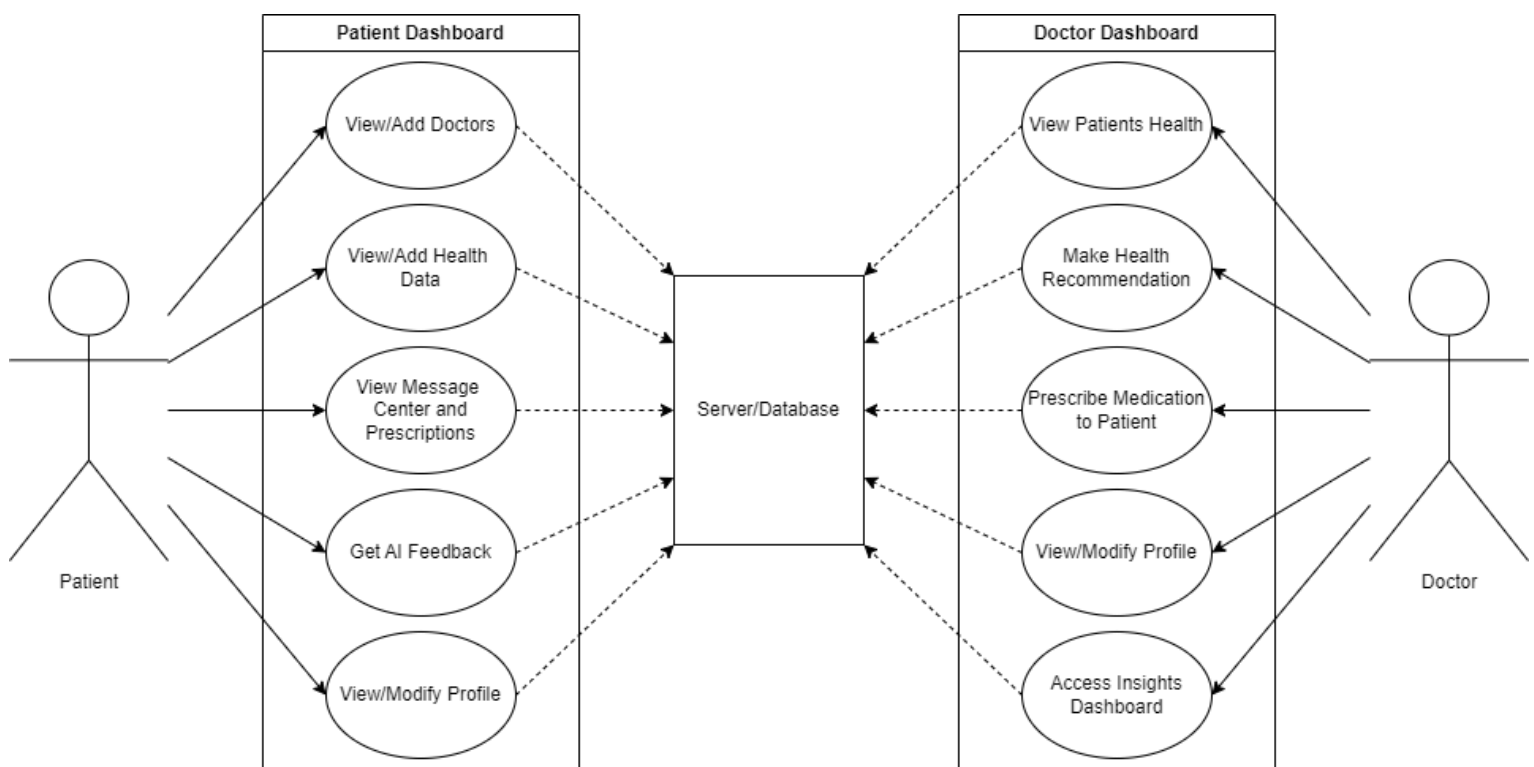 Patient Dashboard
View/Add Doctors
View/Add Health
Data
View Message
Center and
Prescriptions
Get AI Feedback
View/Modify Profile
Patient
Server/Database
Doctor Dashboard
View Patients Health
Make Health
Recommendation
Prescribe Medication
to Patient
View/Modify Profile
Access Insights
Dashboard
Doctor